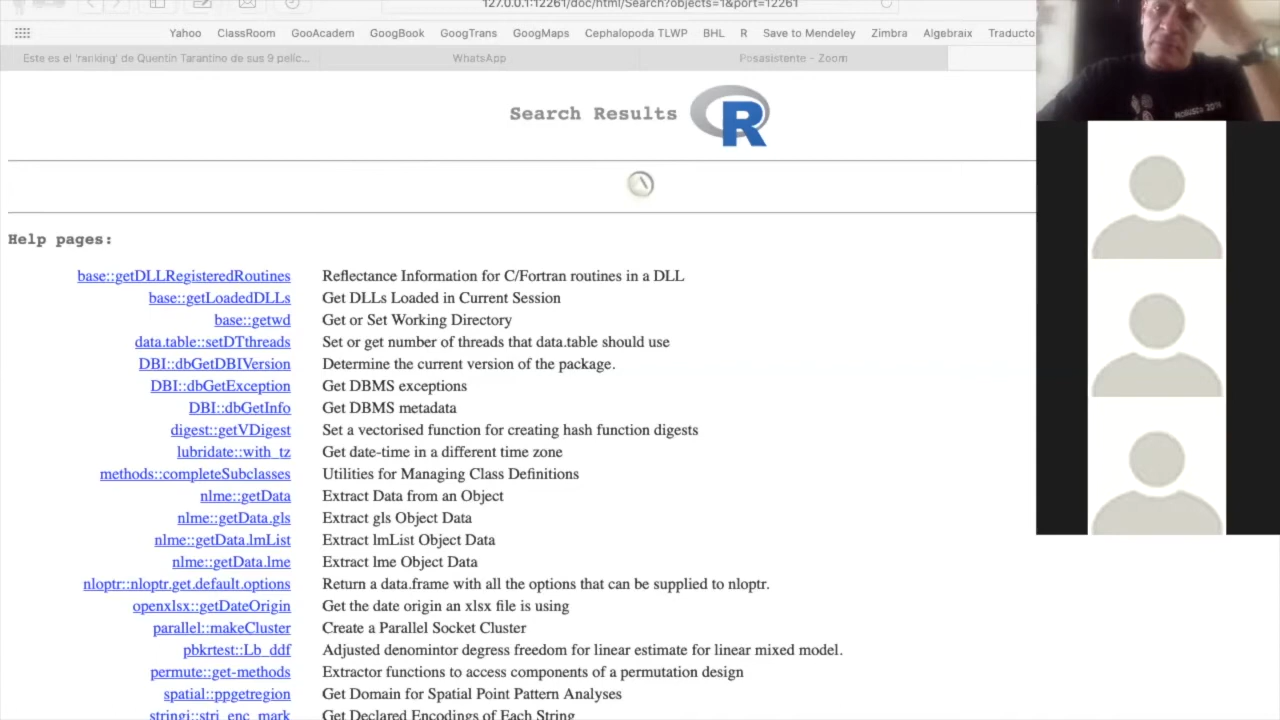 127.0.0.1:12261/doc/html/Search?objects=1&port=12261
Yahoo ClassRoom GooAcadem GoogBook GoogTrans GoogMaps Cephalopoda TLWP BHL R Save to Mendeley Zimbra Algebraix Traducto
Este es el 'ranking' de Quentin Tarantino de sus 9 pelíc... WhatsApp Posasistente - Zoom
Search Results R
Help pages:
base::getDLLRegisteredRoutines Reflectance Information for C/Fortran routines in a DLL
base::getLoadedDLLs Get DLLs Loaded in Current Session
base::getwd Get or Set Working Directory
data.table::setDTthreads Set or get number of threads that data.table should use
DBI::dbGetDBIVersion Determine the current version of the package.
DBI::dbGetException Get DBMS exceptions
DBI::dbGetInfo Get DBMS metadata
digest::getVDigest Set a vectorised function for creating hash function digests
lubridate::with_tz Get date-time in a different time zone
methods::completeSubclasses Utilities for Managing Class Definitions
nlme::getData Extract Data from an Object
nlme::getData.gls Extract gls Object Data
nlme::getData.lmList Extract lmList Object Data
nlme::getData.lme Extract lme Object Data
nloptr::nloptr.get.default.options Return a data.frame with all the options that can be supplied to nloptr.
openxlsx::getDateOrigin Get the date origin an xlsx file is using
parallel::makeCluster Create a Parallel Socket Cluster
pbkrtest::Lb_ddf Adjusted denomintor degress freedom for linear estimate for linear mixed model.
permute::get-methods Extractor functions to access components of a permutation design
spatial::ppgetregion Get Domain for Spatial Point Pattern Analyses
stringi::stri_enc_mark Get Declared Encodings of Each String